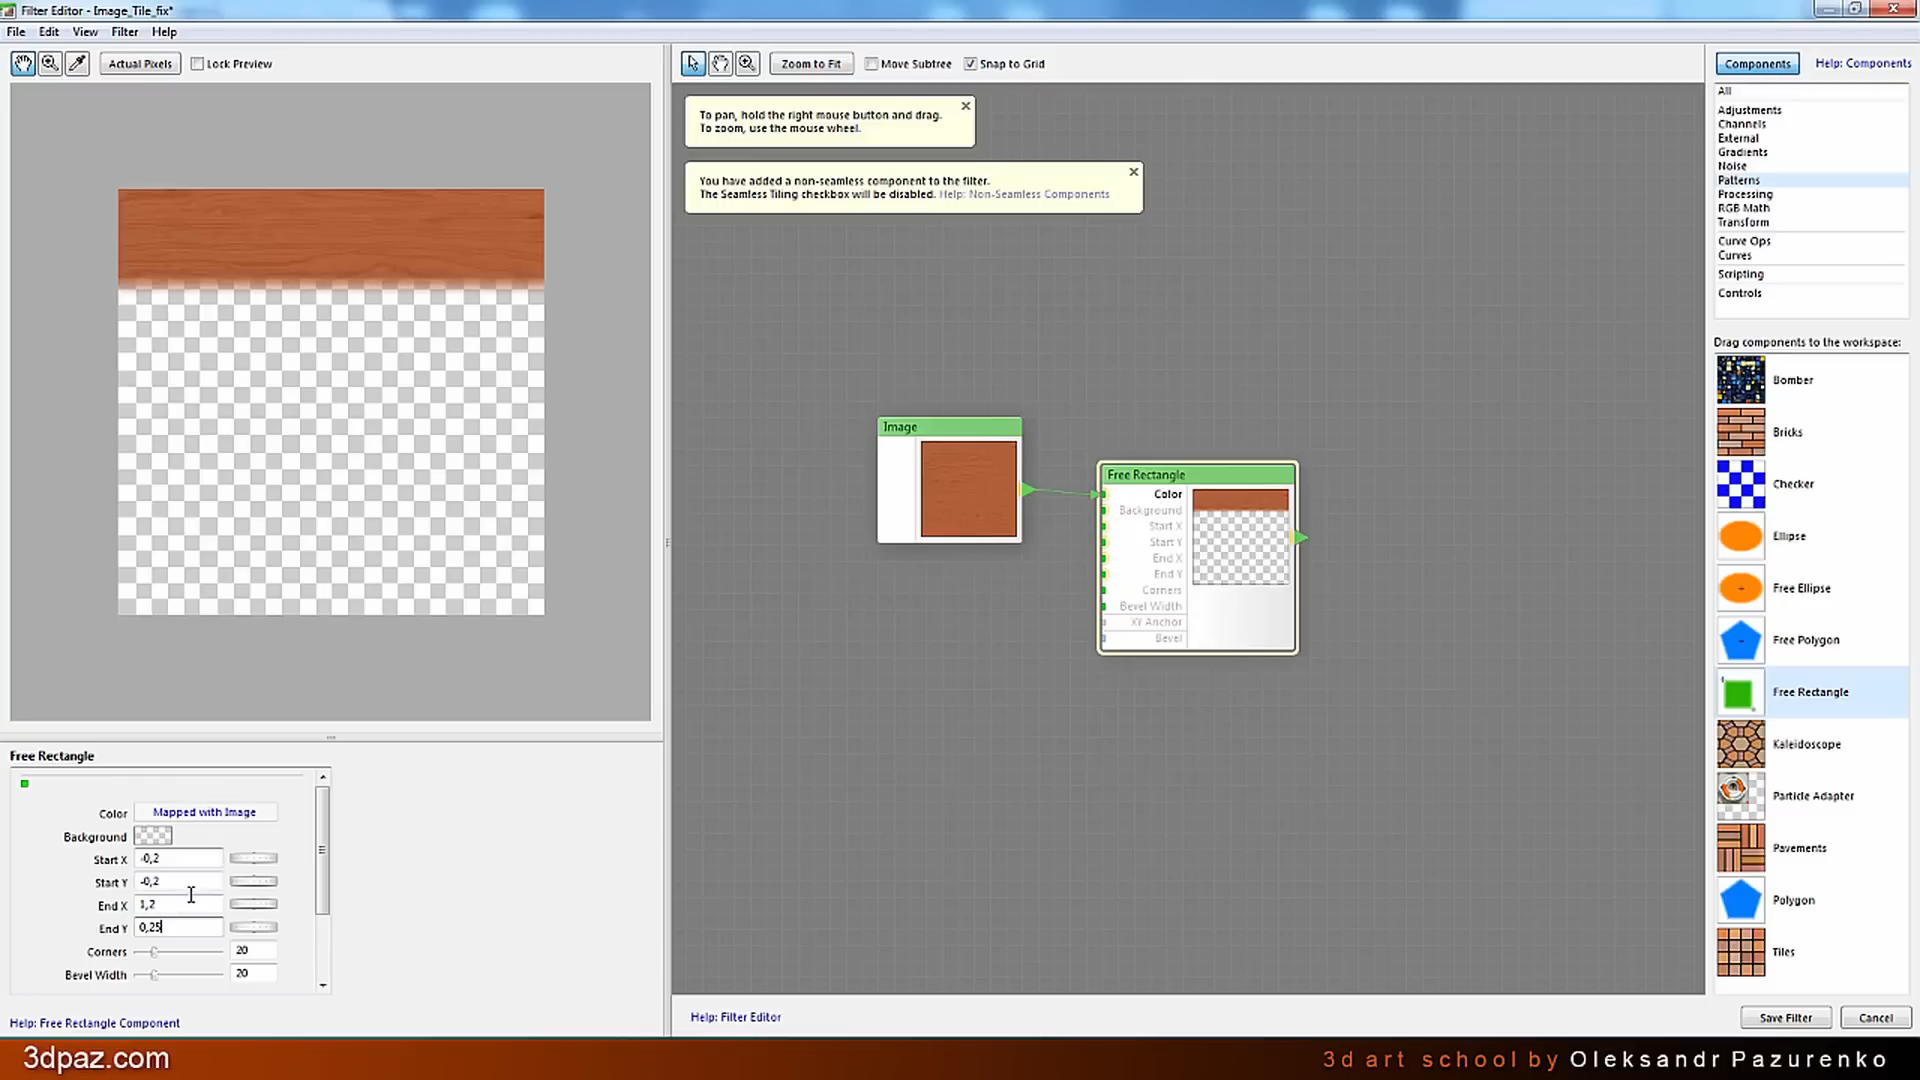 Filter Editor - Image_Tile_fix*
File Edit View Filter Help
Actual Pixels Lock Preview
Zoom to Fit Move Subtree Snap to Grid
Components Help: Components
To pan, hold the right mouse button and drag.
To zoom, use the mouse wheel.
You have added a non-seamless component to the filter.
The Seamless Tiling checkbox will be disabled. Help: Non-Seamless Components
All
Adjustments
Channels
External
Gradients
Noise
Patterns
Processing
RGB Math
Transform
Curve Ops
Curves
Scripting
Controls
Drag components to the workspace:
Bomber
Bricks
Checker
Ellipse
Free Ellipse
Free Polygon
Free Rectangle
Kaleidoscope
Particle Adapter
Pavements
Polygon
Tiles
Image
Free Rectangle
Color
Background
Start X
Start Y
End X
End Y
Corners
Bevel Width
XY Anchor
Bevel
Free Rectangle
Color Mapped with Image
Background
Start X -0,2
Start Y -0,2
End X 1,2
End Y 0,25
Corners 20
Bevel Width 20
Help: Free Rectangle Component
Help: Filter Editor
Save Filter Cancel
3dpaz.com
3d art school by Oleksandr Pazurenko